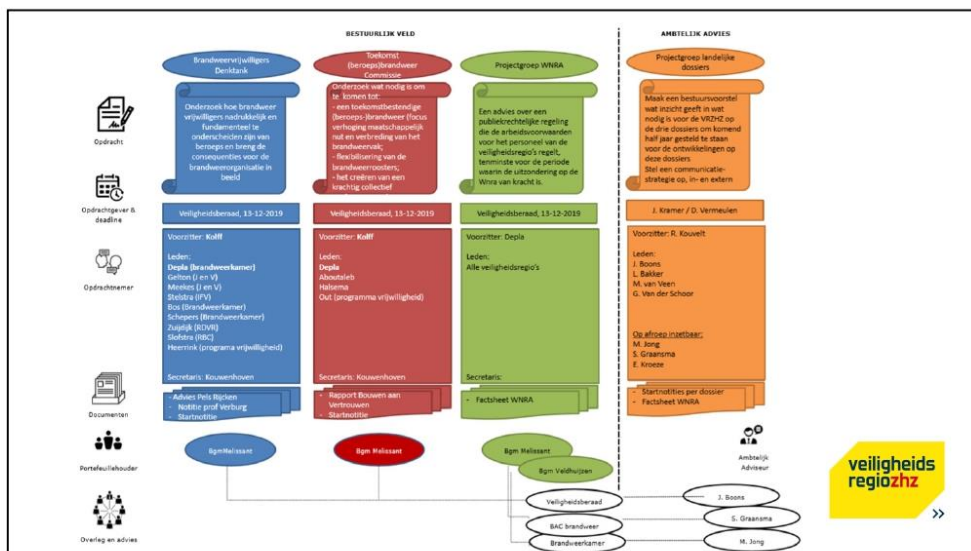 BESTUURLIJK VELD
AMBTELIJK ADVIES
Brandweervrijwilligers
Denktank
Toekomst
(beroeps)brandweer
Commissie
Projectgroep WNRA
Projectgroep landelijke
dossiers
Opdracht
Onderzoek hoe brandweer
vrijwilligers nadrukkelijk en
fundamenteel te
onderscheiden zijn van
beroeps en breng de
consequenties voor de
brandweerorganisatie in
beeld
Onderzoek wat nodig is om
te komen tot:
- een toekomstbestendige
(beroeps-)brandweer (focus
verhoging maatschappelijk
nut en verbreding van het
brandweervak;
- flexibilisering van de
brandweerroosters;
- het creëren van een
krachtig collectief
Een advies over een
publiekrechtelijke regeling
die de arbeidsvoorwaarden
voor het personeel van de
veiligheidsregio's regelt,
tenminste voor de periode
waarin de uitzondering op de
Wnra van kracht is.
Maak een bestuursvoorstel
wat inzicht geeft in wat
nodig is voor de VRZHZ op
de drie dossiers om komend
half jaar gesteld te staan
voor de ontwikkelingen op
deze dossiers
Stel een communicatie-
strategie op, in- en extern
Opdrachtgever &
deadline
Veiligheidsberaad, 13-12-2019
Veiligheidsberaad, 13-12-2019
Veiligheidsberaad, 13-12-2019
J. Kramer / D. Vermeulen
Opdrachtnemer
Voorzitter: Kolff
Leden:
Depla (brandweerkamer)
Gelton (J en V)
Meekes (J en V)
Stelstra (IFV)
Bos (Brandweerkamer)
Schepers (Brandweerkamer)
Zuijdijk (RDVR)
Slofstra (RBC)
Heerrink (programa vrijwilligheid)
Secretaris: Kouwenhoven
Voorzitter: Kolff
Leden:
Depla
Aboutaleb
Halsema
Out (programma vrijwilligheid)
Secretaris: Kouwenhoven
Voorzitter: Depla
Leden:
Alle veiligheidsregio's
Secretaris:
Voorzitter: R. Kouvelt
Leden:
J. Boons
L. Bakker
M. van Veen
G. Van der Schoor
Op afroep inzetbaar:
M. Jong
S. Graansma
E. Kroeze
Documenten
- Advies Pels Rijcken
- Notitie prof Verburg
- Startnotitie
- Rapport Bouwen aan
Vertrouwen
- Startnotitie
- Factsheet WNRA
- Startnotities per dossier
- Factsheet WNRA
Portefeuillehouder
BgmMelissant
Bgm Melissant
Bgm Melissant
Bgm Veldhuijzen
Ambtelijk
Adviseur
Overleg en advies
Veiligheidsberaad
J. Boons
BAC brandweer
S. Graansma
Brandweerkamer
M. Jong
veiligheids
regiozhz
»